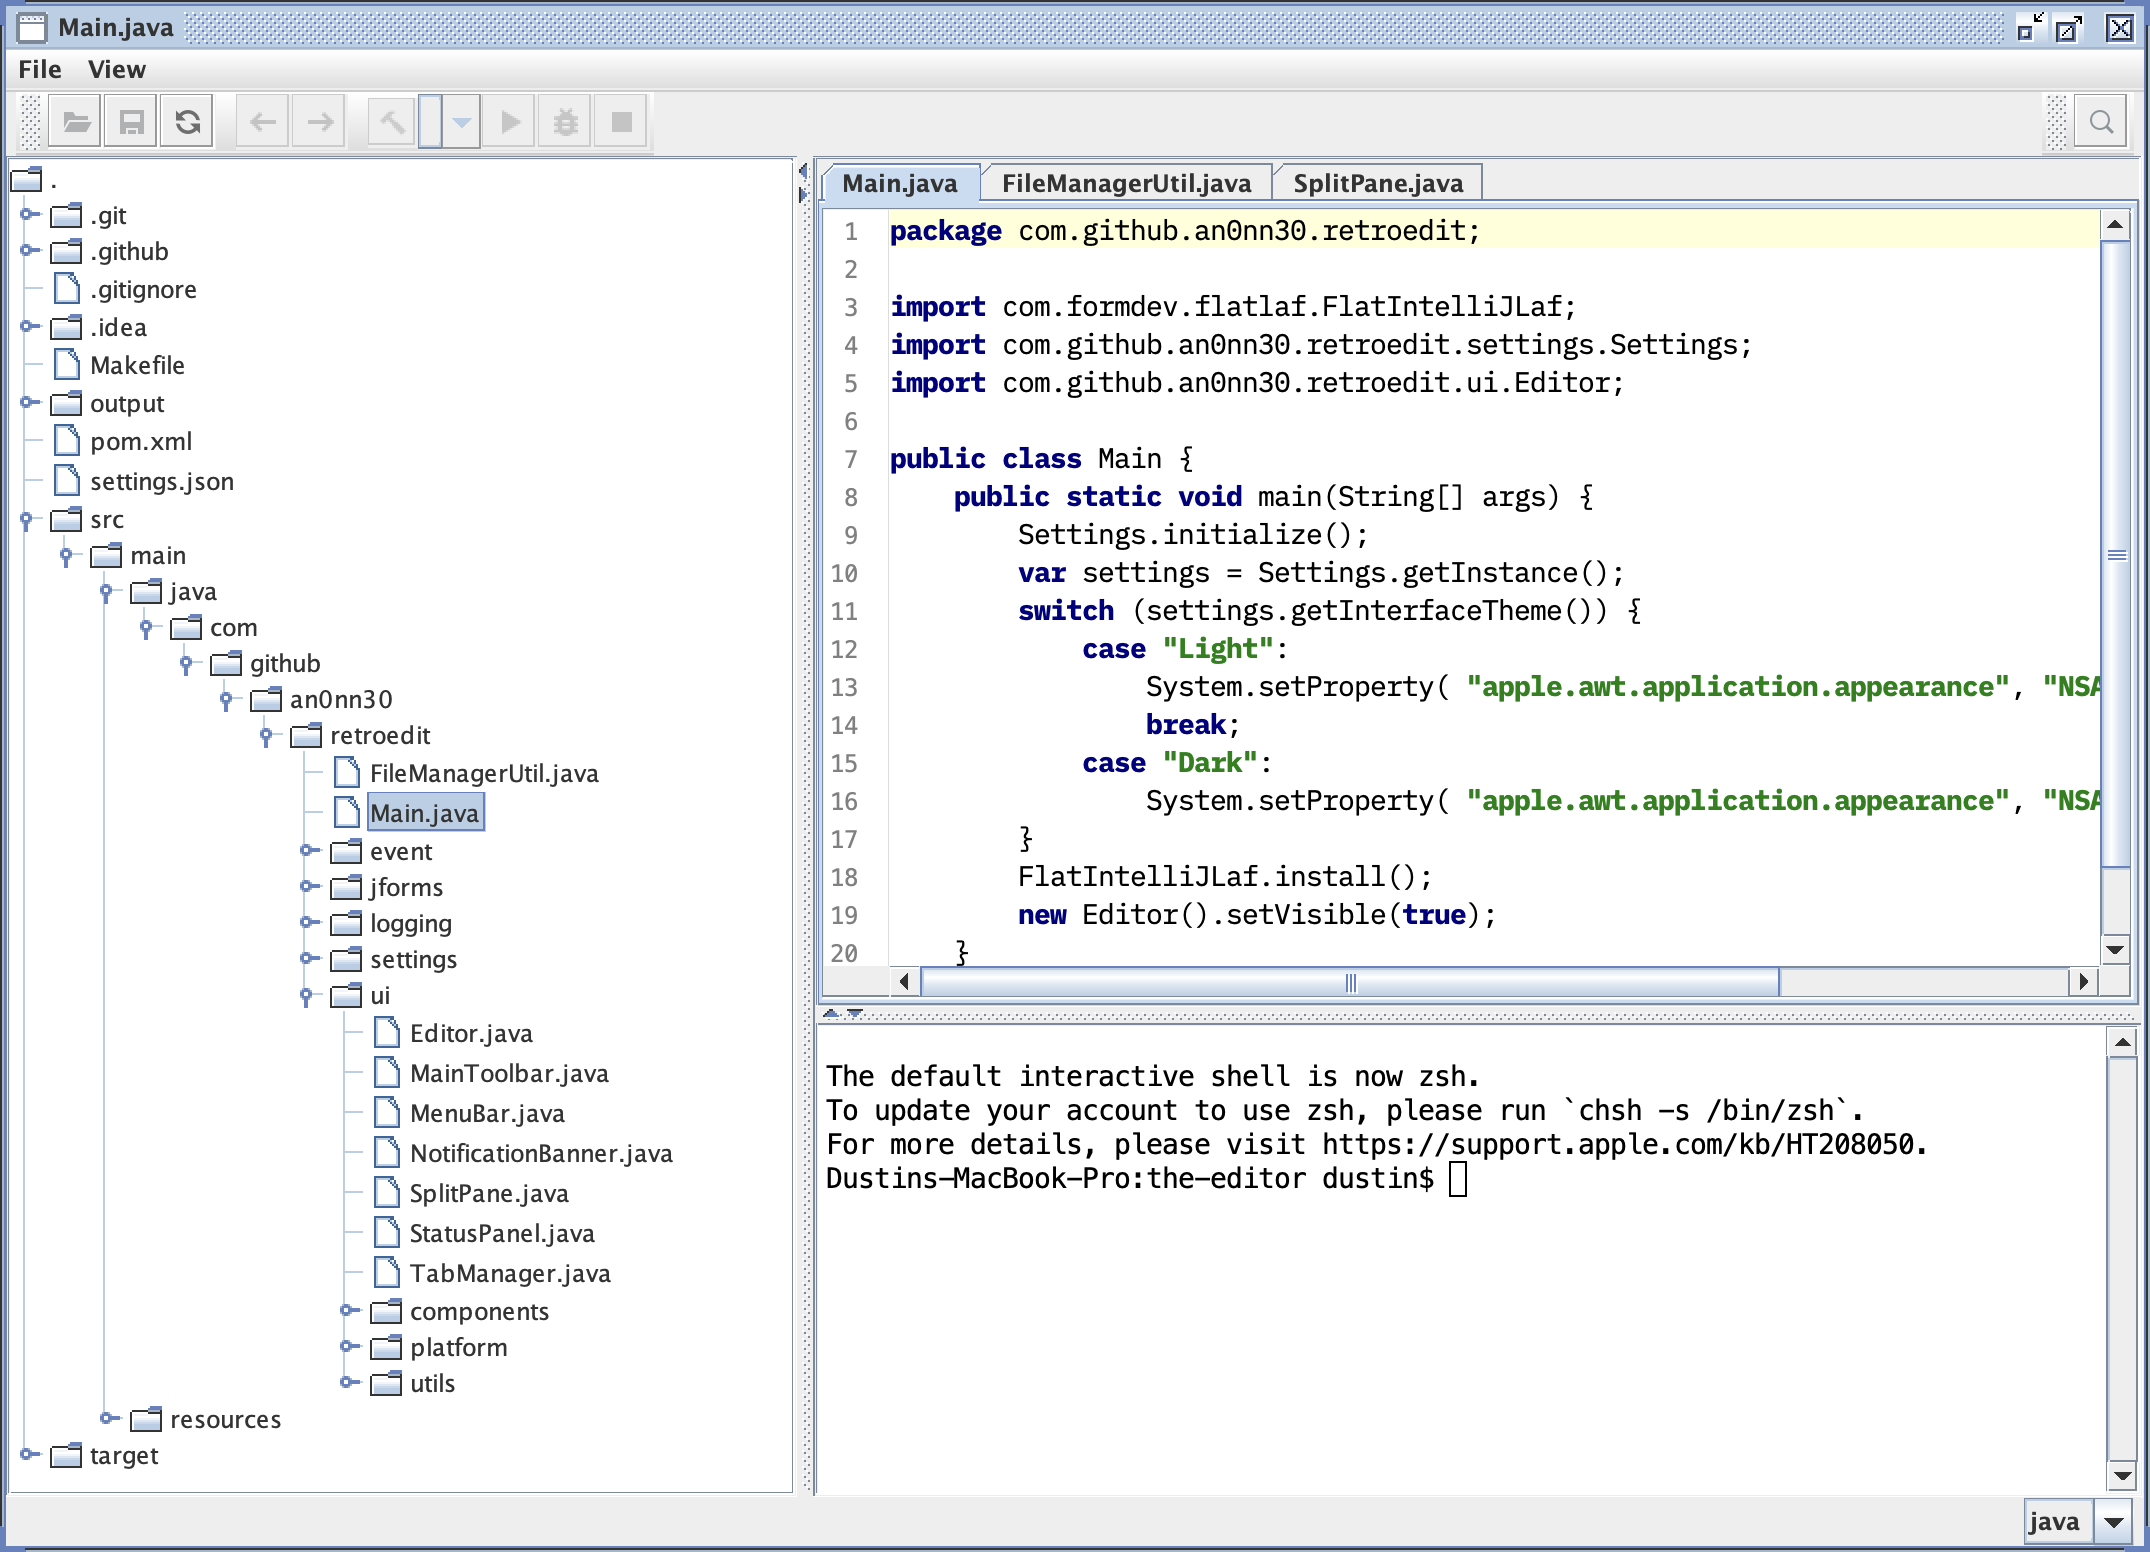 Main.java
File View
.
.git
.github
.gitignore
.idea
Makefile
output
pom.xml
settings.json
src
main
java
com
github
an0nn30
retroedit
FileManagerUtil.java
Main.java
event
jforms
logging
settings
ui
Editor.java
MainToolbar.java
MenuBar.java
NotificationBanner.java
SplitPane.java
StatusPanel.java
TabManager.java
components
platform
utils
resources
target
Main.java FileManagerUtil.java SplitPane.java
1 package com.github.an0nn30.retroedit;
2
3 import com.formdev.flatlaf.FlatIntelliJLaf;
4 import com.github.an0nn30.retroedit.settings.Settings;
5 import com.github.an0nn30.retroedit.ui.Editor;
6
7 public class Main {
8     public static void main(String[] args) {
9         Settings.initialize();
10         var settings = Settings.getInstance();
11         switch (settings.getInterfaceTheme()) {
12             case "Light":
13                 System.setProperty( "apple.awt.application.appearance", "NSA
14                 break;
15             case "Dark":
16                 System.setProperty( "apple.awt.application.appearance", "NSA
17         }
18         FlatIntelliJLaf.install();
19         new Editor().setVisible(true);
20     }
The default interactive shell is now zsh.
To update your account to use zsh, please run `chsh -s /bin/zsh`.
For more details, please visit https://support.apple.com/kb/HT208050.
Dustins-MacBook-Pro:the-editor dustin$
java